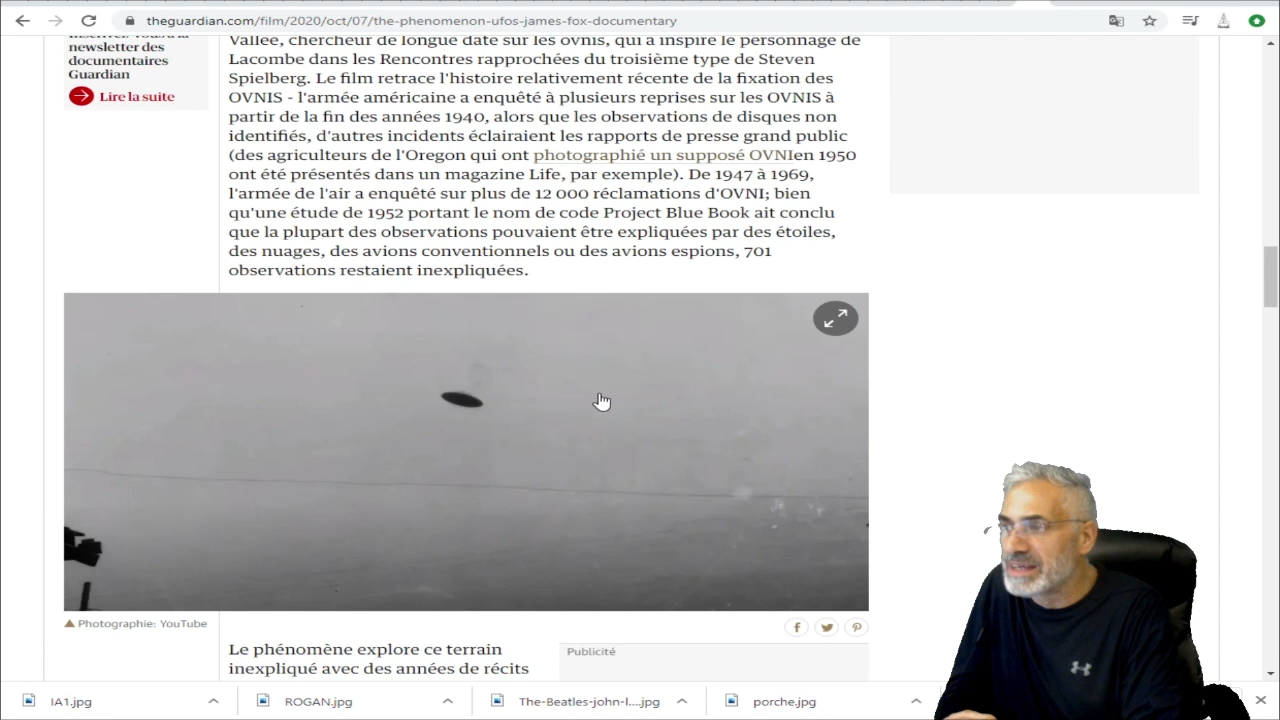 theguardian.com/film/2020/oct/07/the-phenomenon-ufos-james-fox-documentary
newsletter des
documentaires
Guardian
Lire la suite
Vallée, chercheur de longue date sur les ovnis, qui a inspiré le personnage de
Lacombe dans les Rencontres rapprochées du troisième type de Steven
Spielberg. Le film retrace l'histoire relativement récente de la fixation des
OVNIS - l'armée américaine a enquêté à plusieurs reprises sur les OVNIS à
partir de la fin des années 1940, alors que les observations de disques non
identifiés, d'autres incidents éclairaient les rapports de presse grand public
(des agriculteurs de l'Oregon qui ont photographié un supposé OVNIen 1950
ont été présentés dans un magazine Life, par exemple). De 1947 à 1969,
l'armée de l'air a enquêté sur plus de 12 000 réclamations d'OVNI; bien
qu'une étude de 1952 portant le nom de code Project Blue Book ait conclu
que la plupart des observations pouvaient être expliquées par des étoiles,
des nuages, des avions conventionnels ou des avions espions, 701
observations restaient inexpliquées.
Photographie: YouTube
Le phénomène explore ce terrain
inexpliqué avec des années de récits
Publicité
IA1.jpg
ROGAN.jpg
The-Beatles-john-l....jpg
porche.jpg